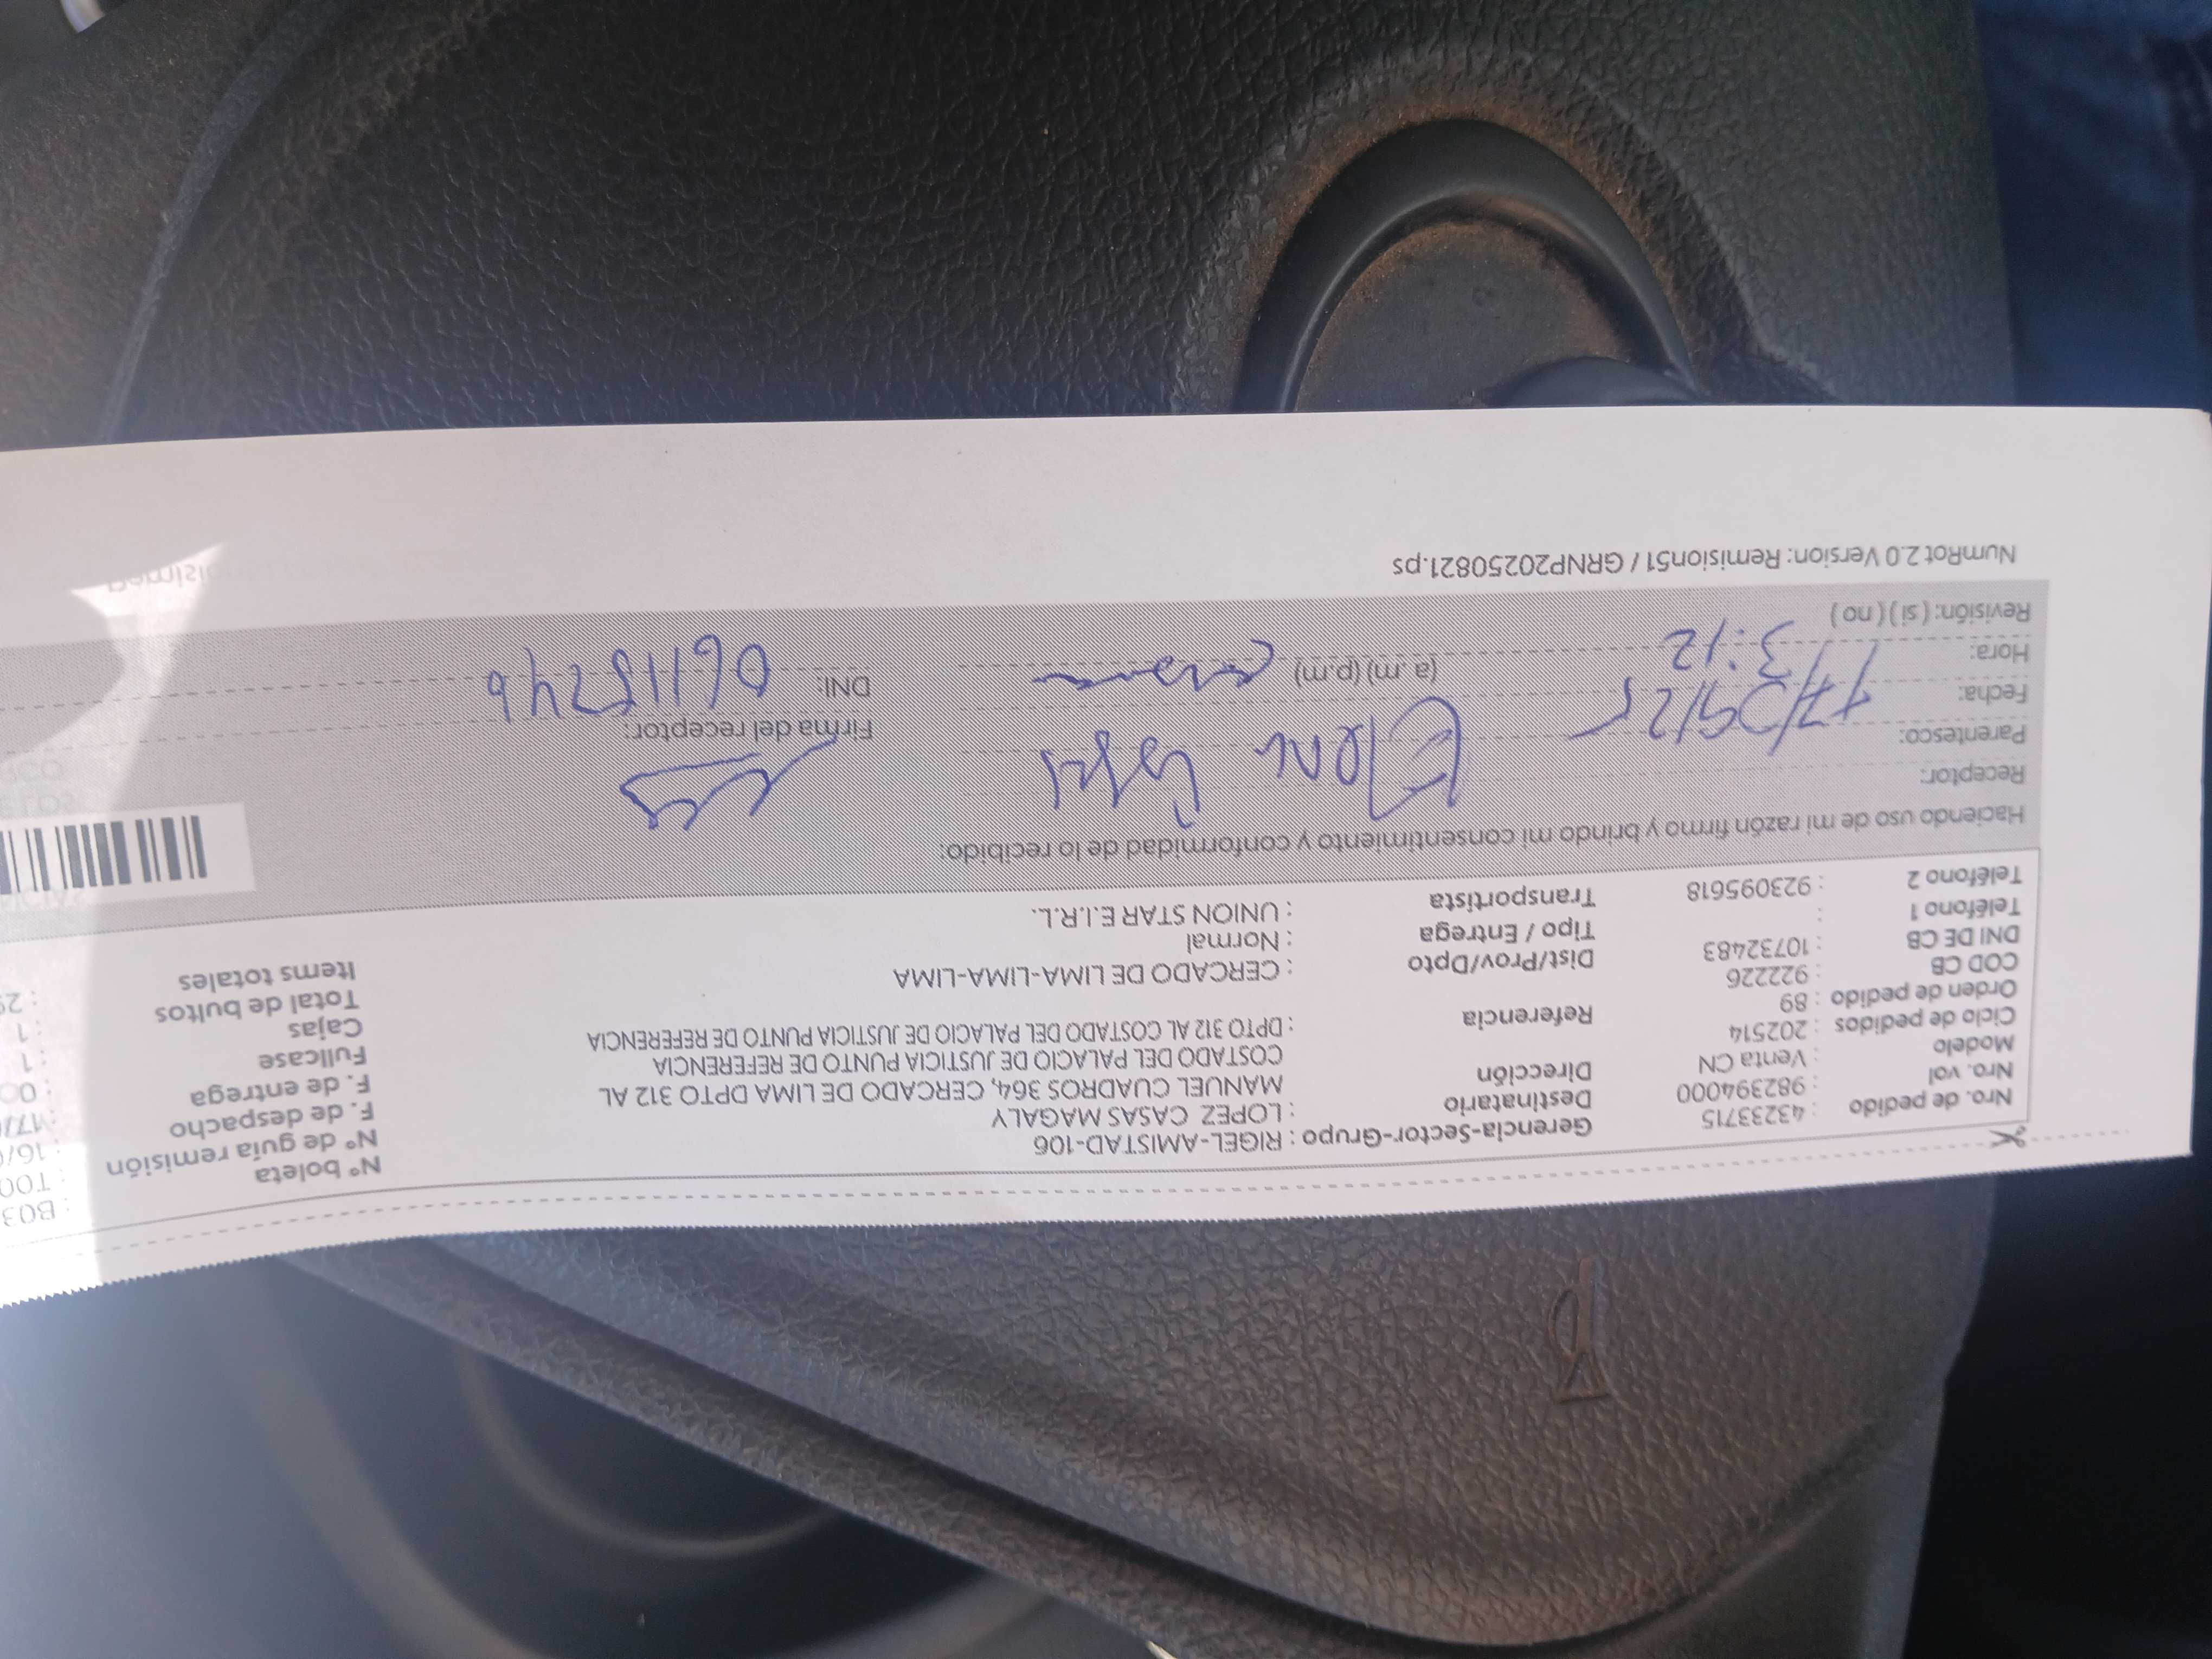 Nro. de pedido : 43233715
Nro. vol : 982394000
Modelo : Venta CN
Ciclo de pedidos : 202514
Orden de pedido : 89
COD CB : 922226
DNI DE CB : 10732483
Teléfono 1 :
Teléfono 2 : 923095618
Gerencia-Sector-Grupo : RIGEL-AMISTAD-106
Destinatario : LOPEZ CASAS MAGALY
Dirección MANUEL CUADROS 364, CERCADO DE LIMA DPTO 312 AL
COSTADO DEL PALACIO DE JUSTICIA PUNTO DE REFERENCIA
Referencia : DPTO 312 AL COSTADO DEL PALACIO DE JUSTICIA PUNTO DE REFERENCIA
Dist/Prov/Dpto : CERCADO DE LIMA-LIMA-LIMA
Tipo / Entrega : Normal
Transportista : UNION STAR E.I.R.L.
N° boleta : B03
N° de guía remisión : T00
F. de despacho : 16/
F. de entrega : 17/
Fullcase : 00
Cajas : 1
Total de bultos : 1
Items totales : 29
Haciendo uso de mi razón firmo y brindo mi consentimiento y conformidad de lo recibido:
Receptor: Elena
Parentesco:
Fecha: 17/09/25
Hora: 3:12 (a. m) (p.m)
Revisión: ( si ) ( no )
Firma del receptor:
DNI: 06115746
NumRot 2.0 Version: Remision51 / GRNP20250821.ps